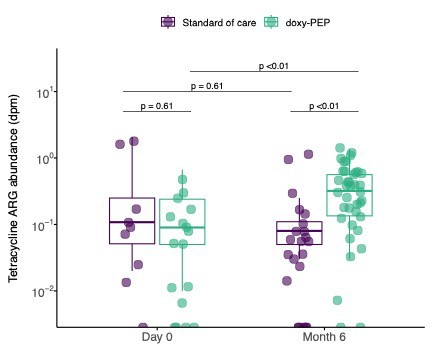 Standard of care doxy-PEP
p <0.01
p = 0.61
p = 0.61 p <0.01
Tetracycline ARG abundance (dpm)
10¹
10⁰
10⁻¹
10⁻²
Day 0 Month 6